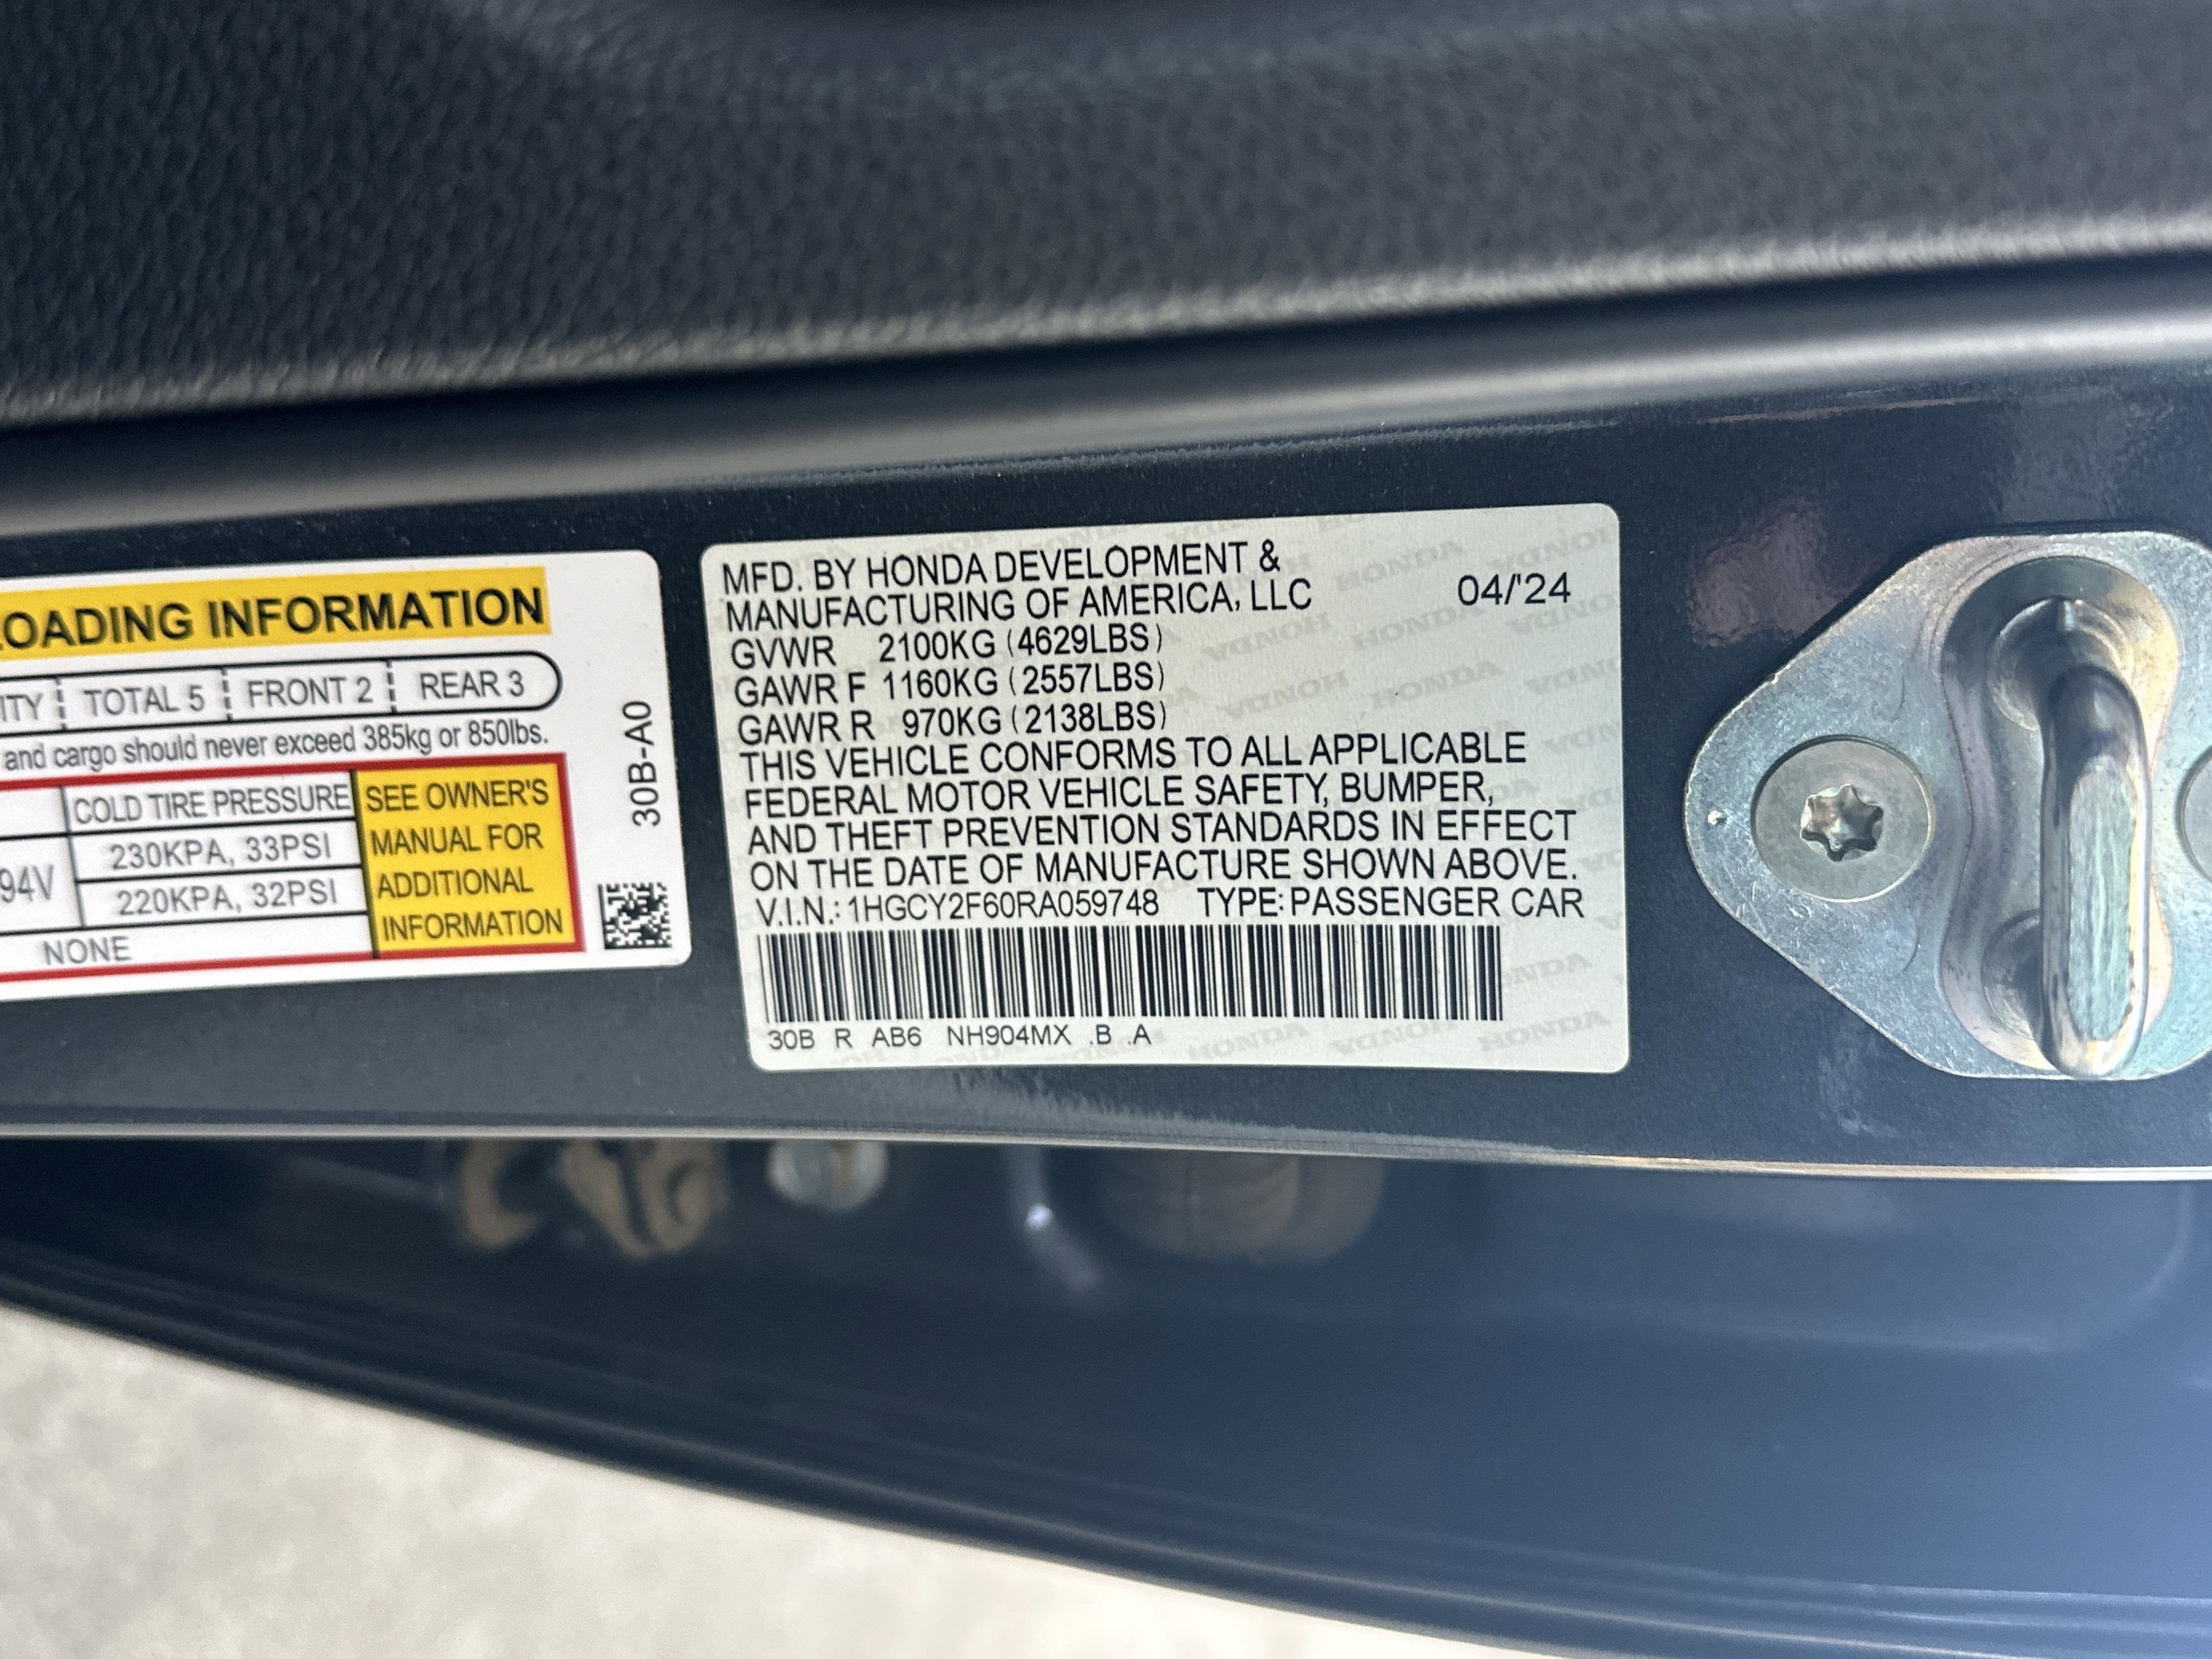 LOADING INFORMATION
ITY TOTAL 5 FRONT 2 REAR 3
and cargo should never exceed 385kg or 850lbs.
COLD TIRE PRESSURE
230KPA, 33PSI
94V
220KPA, 32PSI
NONE
SEE OWNER'S
MANUAL FOR
ADDITIONAL
INFORMATION
30B-A0
MFD. BY HONDA DEVELOPMENT &
MANUFACTURING OF AMERICA, LLC 04/'24
GVWR 2100KG (4629LBS)
GAWR F 1160KG (2557LBS)
GAWR R 970KG (2138LBS)
THIS VEHICLE CONFORMS TO ALL APPLICABLE
FEDERAL MOTOR VEHICLE SAFETY, BUMPER,
AND THEFT PREVENTION STANDARDS IN EFFECT
ON THE DATE OF MANUFACTURE SHOWN ABOVE.
V.I.N.: 1HGCY2F60RA059748 TYPE: PASSENGER CAR
30B R AB6 NH904MX .B .A